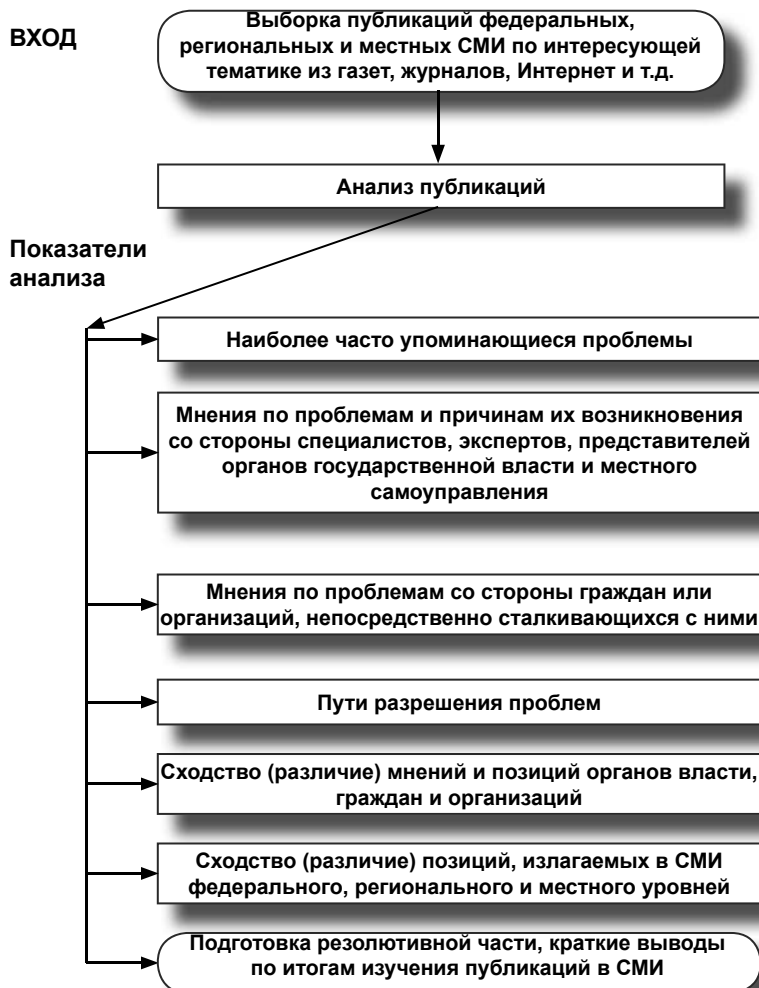 ВХОД
Выборка публикаций федеральных,
региональных и местных СМИ по интересующей
тематике из газет, журналов, Интернет и т.д.
Анализ публикаций
Показатели
анализа
Наиболее часто упоминающиеся проблемы
Мнения по проблемам и причинам их возникновения
со стороны специалистов, экспертов, представителей
органов государственной власти и местного
самоуправления
Мнения по проблемам со стороны граждан или
организаций, непосредственно сталкивающихся с ними
Пути разрешения проблем
Сходство (различие) мнений и позиций органов власти,
граждан и организаций
Сходство (различие) позиций, излагаемых в СМИ
федерального, регионального и местного уровней
Подготовка резолютивной части, краткие выводы
по итогам изучения публикаций в СМИ